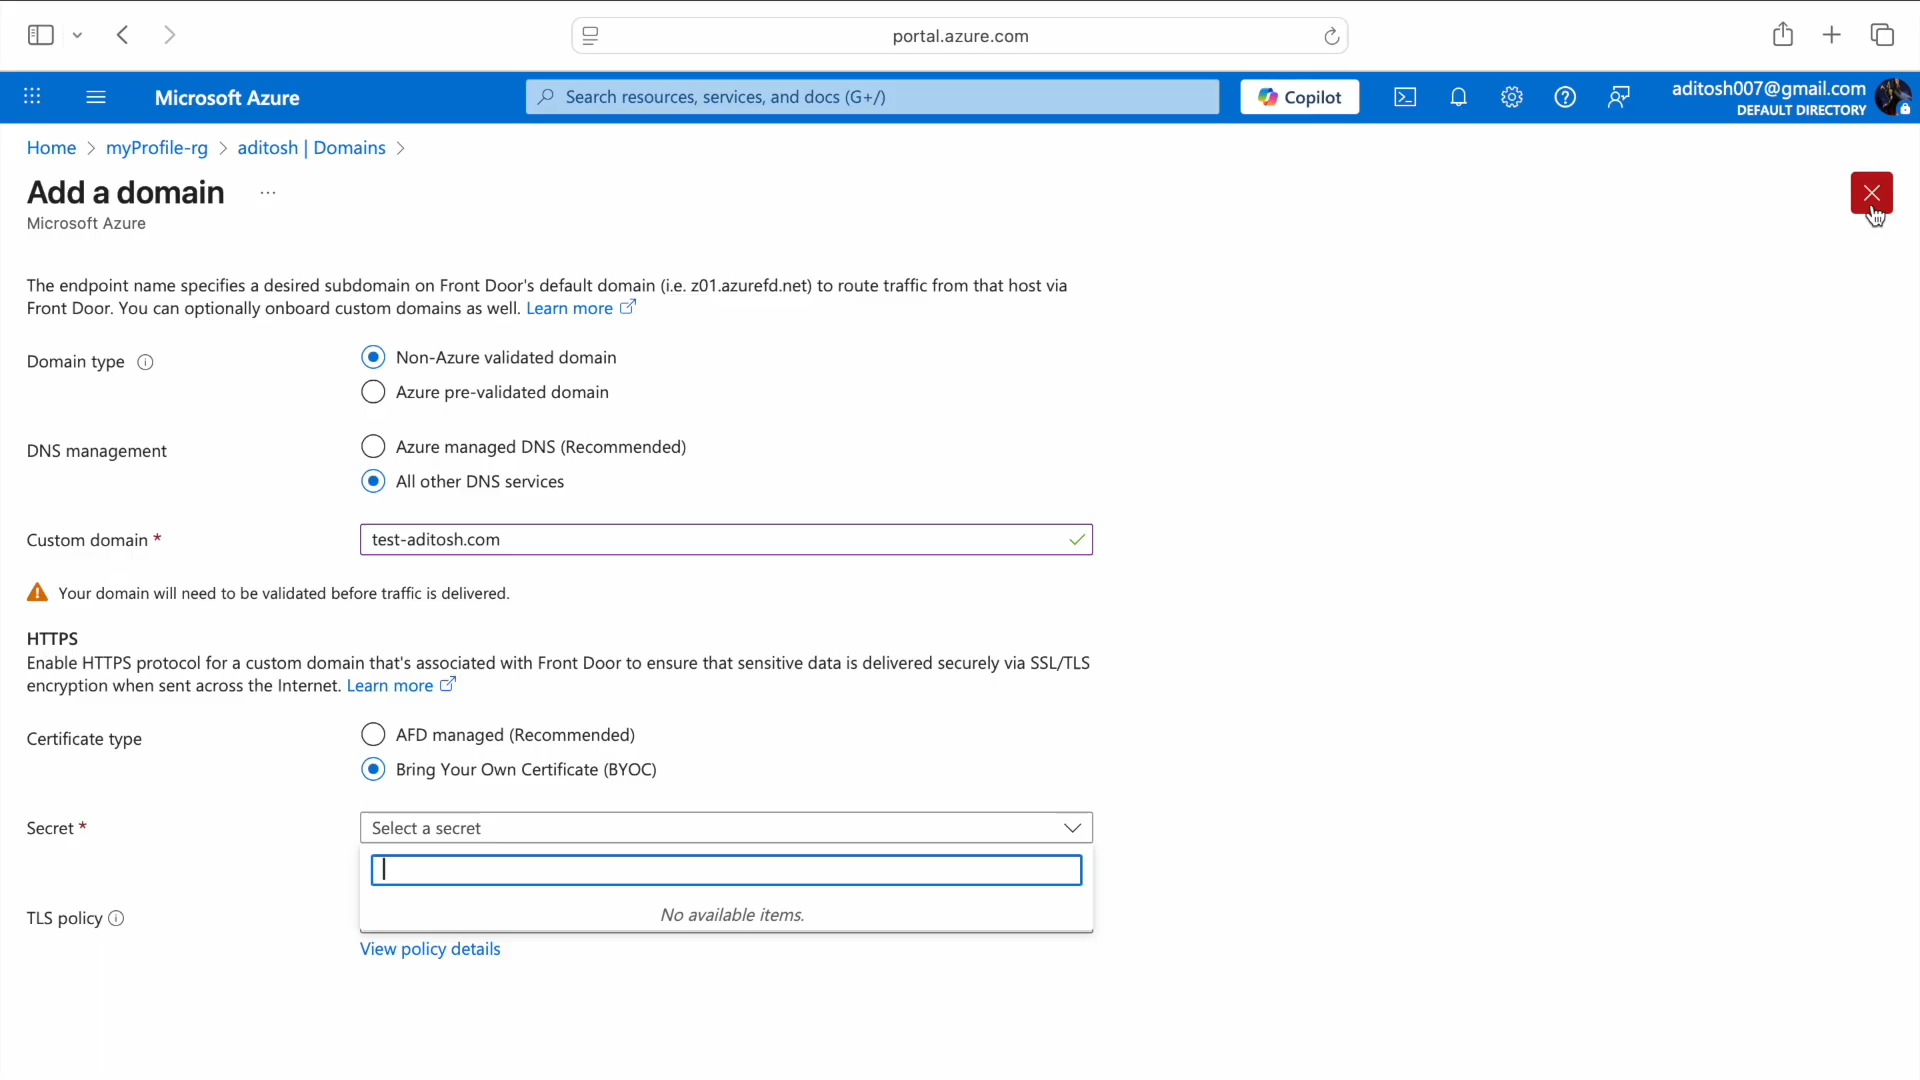 portal.azure.com
Microsoft Azure
Search resources, services, and docs (G+/)
Copilot
aditosh007@gmail.com
DEFAULT DIRECTORY
Home > myProfile-rg > aditosh | Domains >
Add a domain ...
Microsoft Azure
The endpoint name specifies a desired subdomain on Front Door's default domain (i.e. z01.azurefd.net) to route traffic from that host via
Front Door. You can optionally onboard custom domains as well. Learn more
Domain type
Non-Azure validated domain
Azure pre-validated domain
DNS management
Azure managed DNS (Recommended)
All other DNS services
Custom domain *
test-aditosh.com
Your domain will need to be validated before traffic is delivered.
HTTPS
Enable HTTPS protocol for a custom domain that's associated with Front Door to ensure that sensitive data is delivered securely via SSL/TLS
encryption when sent across the Internet. Learn more
Certificate type
AFD managed (Recommended)
Bring Your Own Certificate (BYOC)
Secret *
Select a secret
No available items.
TLS policy
View policy details